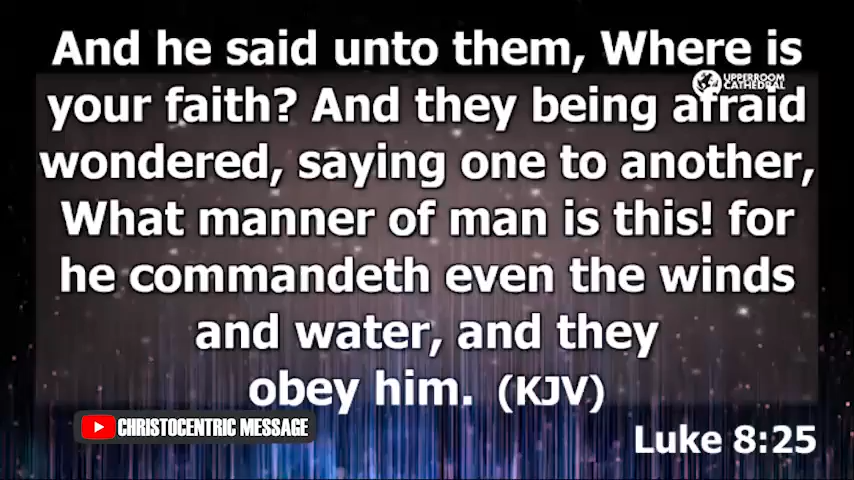 And he said unto them, Where is
your faith? And they being afraid
wondered, saying one to another,
What manner of man is this! for
he commandeth even the winds
and water, and they
obey him. (KJV)
Luke 8:25
UPPERROOM
CATHEDRAL
CHRISTOCENTRIC MESSAGE